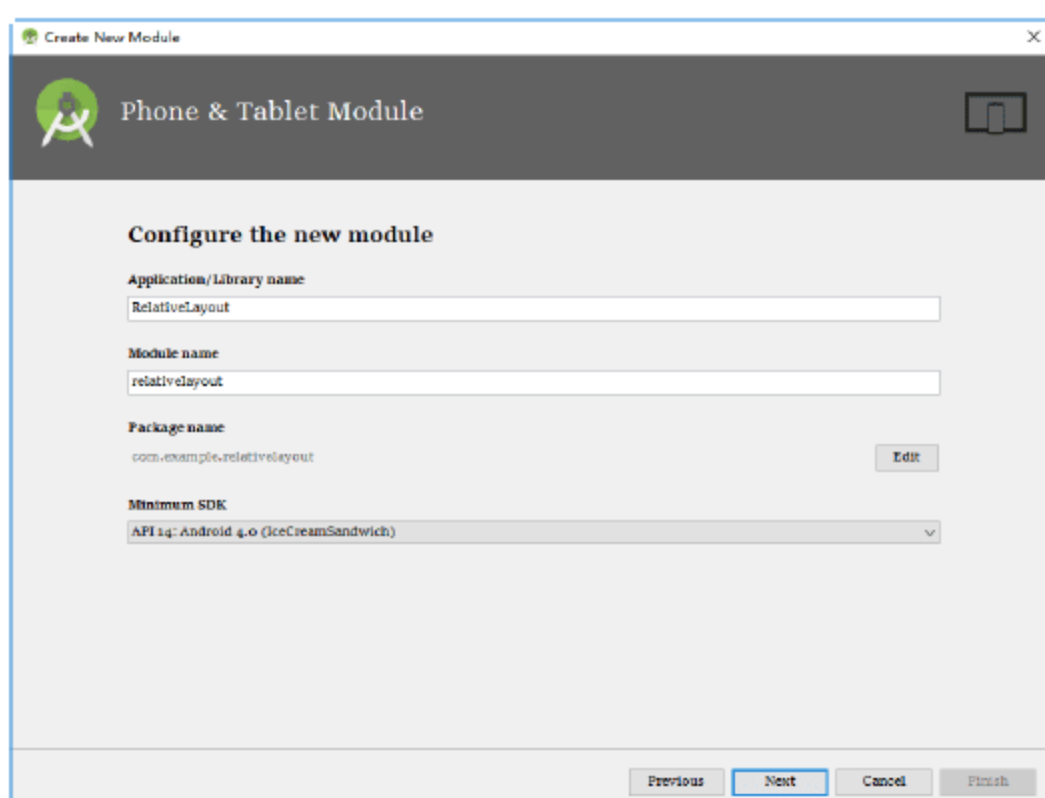 Create New Module
Phone & Tablet Module
Configure the new module
Application/Library name
RelativeLayout
Module name
relativelayout
Package name
com.example.relativelayout
Edit
Minimum SDK
API 14: Android 4.0 (IceCreamSandwich)
Previous Next Cancel Finish